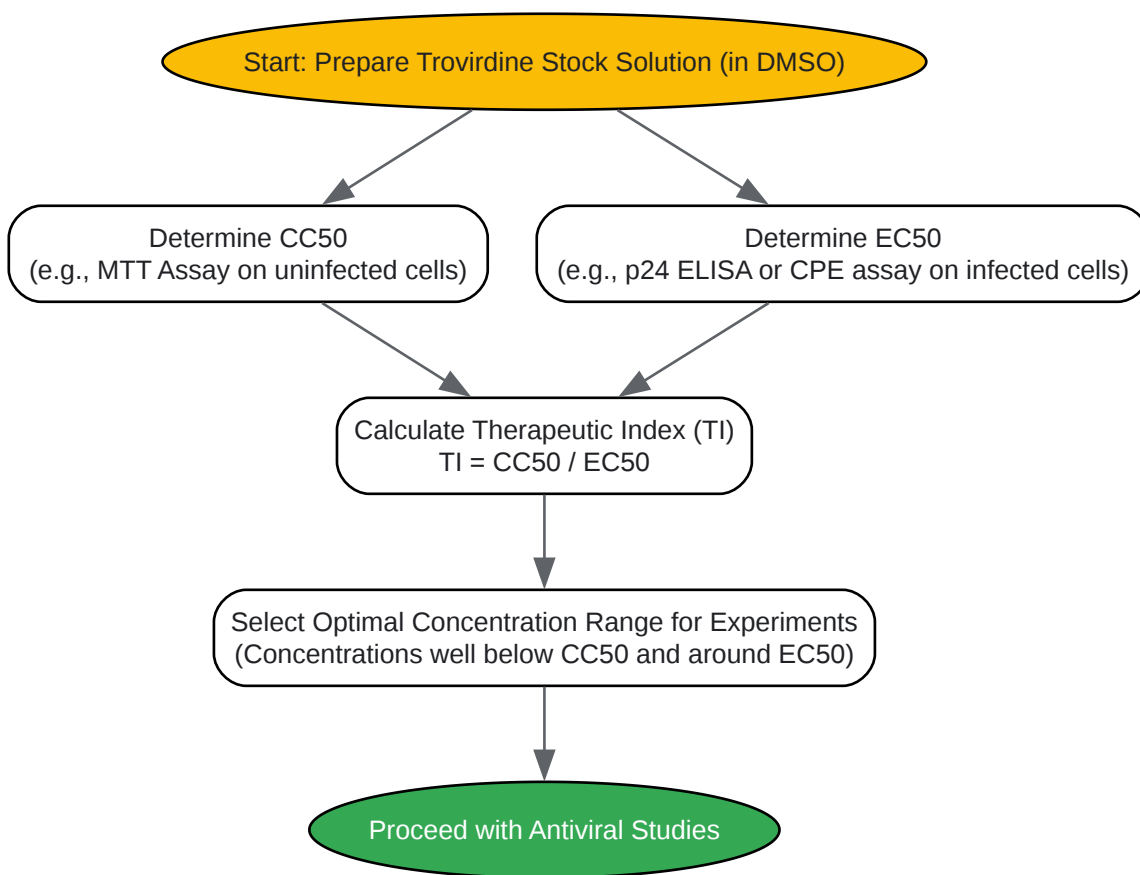 Start: Prepare Trovirdine Stock Solution (in DMSO)
Determine CC50
(e.g., MTT Assay on uninfected cells)
Determine EC50
(e.g., p24 ELISA or CPE assay on infected cells)
Calculate Therapeutic Index (TI)
TI = CC50 / EC50
Select Optimal Concentration Range for Experiments
(Concentrations well below CC50 and around EC50)
Proceed with Antiviral Studies